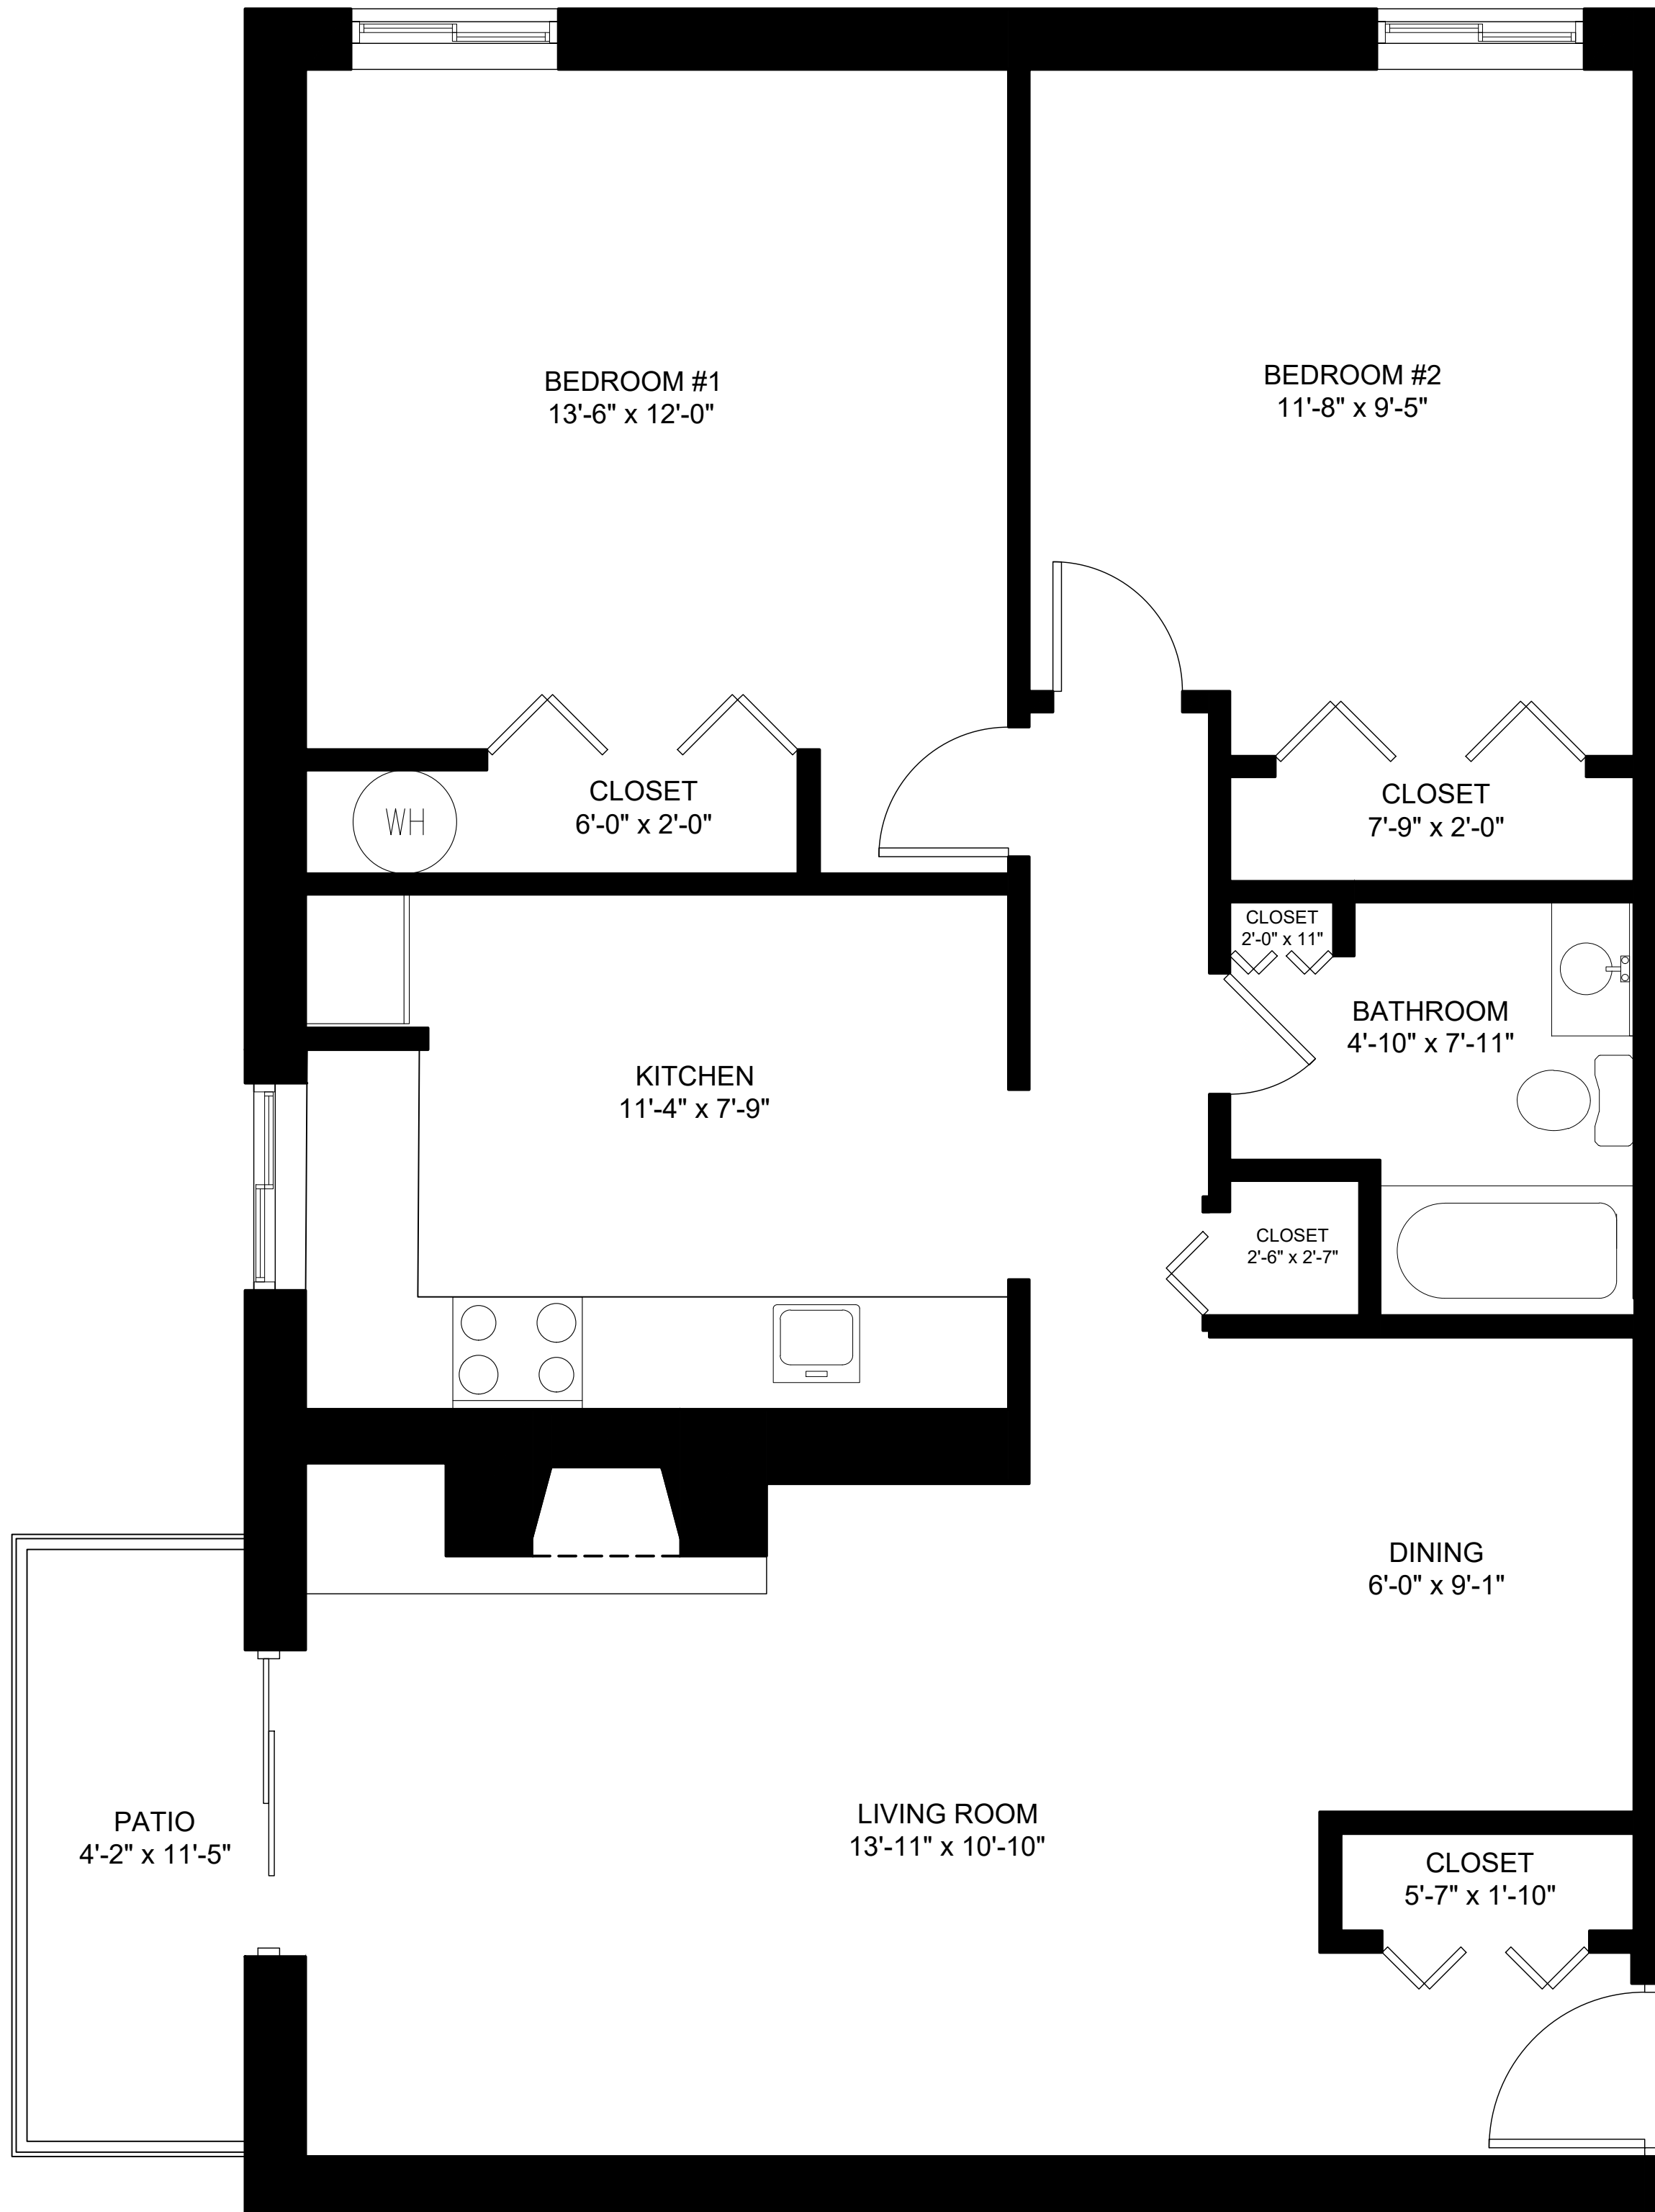 BEDROOM #1
13'-6" x 12'-0"
BEDROOM #2
11'-8" x 9'-5"
CLOSET
6'-0" x 2'-0"
WH
CLOSET
7'-9" x 2'-0"
CLOSET
2'-0" x 11"
BATHROOM
4'-10" x 7'-11"
KITCHEN
11'-4" x 7'-9"
CLOSET
2'-6" x 2'-7"
DINING
6'-0" x 9'-1"
PATIO
4'-2" x 11'-5"
LIVING ROOM
13'-11" x 10'-10"
CLOSET
5'-7" x 1'-10"